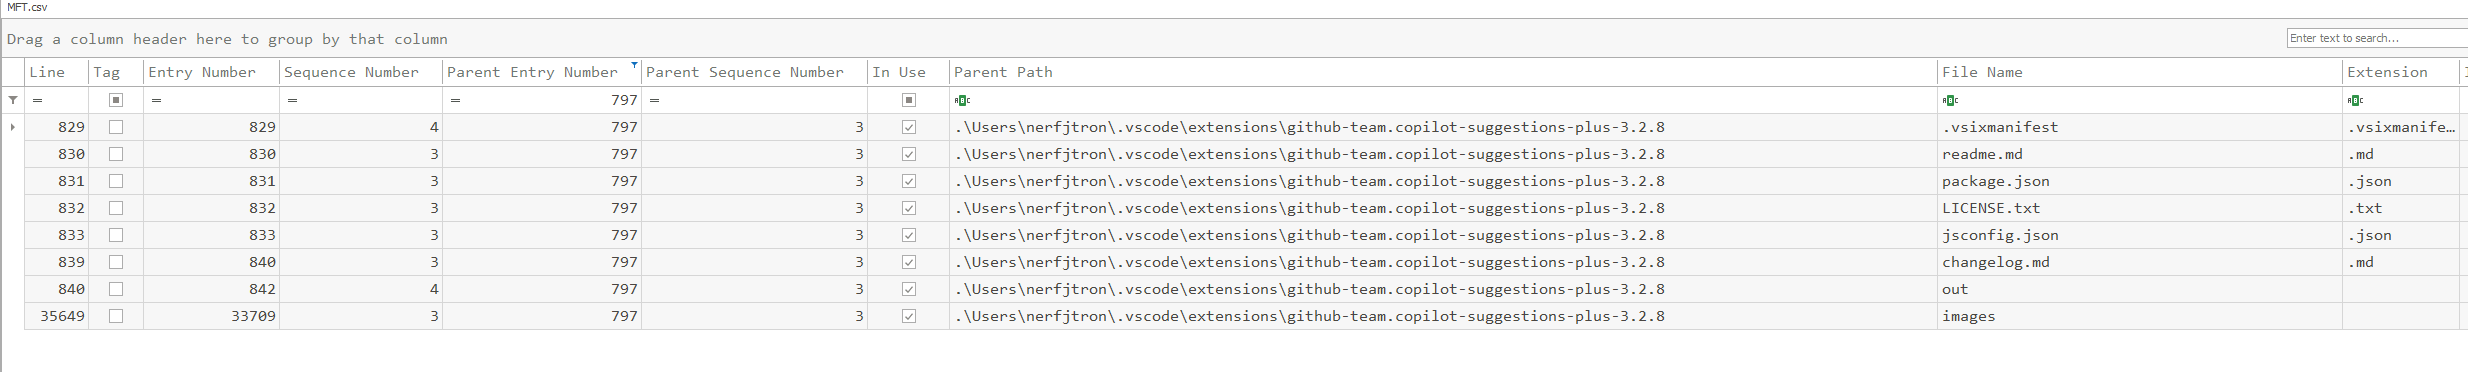 MFT.csv
Drag a column header here to group by that column
Enter text to search...
Line Tag Entry Number Sequence Number Parent Entry Number Parent Sequence Number In Use Parent Path File Name Extension
= = = = 797 =
829 829 4 797 3 .\Users\nerfjtron\.vscode\extensions\github-team.copilot-suggestions-plus-3.2.8 .vsixmanifest .vsixmanife…
830 830 3 797 3 .\Users\nerfjtron\.vscode\extensions\github-team.copilot-suggestions-plus-3.2.8 readme.md .md
831 831 3 797 3 .\Users\nerfjtron\.vscode\extensions\github-team.copilot-suggestions-plus-3.2.8 package.json .json
832 832 3 797 3 .\Users\nerfjtron\.vscode\extensions\github-team.copilot-suggestions-plus-3.2.8 LICENSE.txt .txt
833 833 3 797 3 .\Users\nerfjtron\.vscode\extensions\github-team.copilot-suggestions-plus-3.2.8 jsconfig.json .json
839 840 3 797 3 .\Users\nerfjtron\.vscode\extensions\github-team.copilot-suggestions-plus-3.2.8 changelog.md .md
840 842 4 797 3 .\Users\nerfjtron\.vscode\extensions\github-team.copilot-suggestions-plus-3.2.8 out
35649 33709 3 797 3 .\Users\nerfjtron\.vscode\extensions\github-team.copilot-suggestions-plus-3.2.8 images